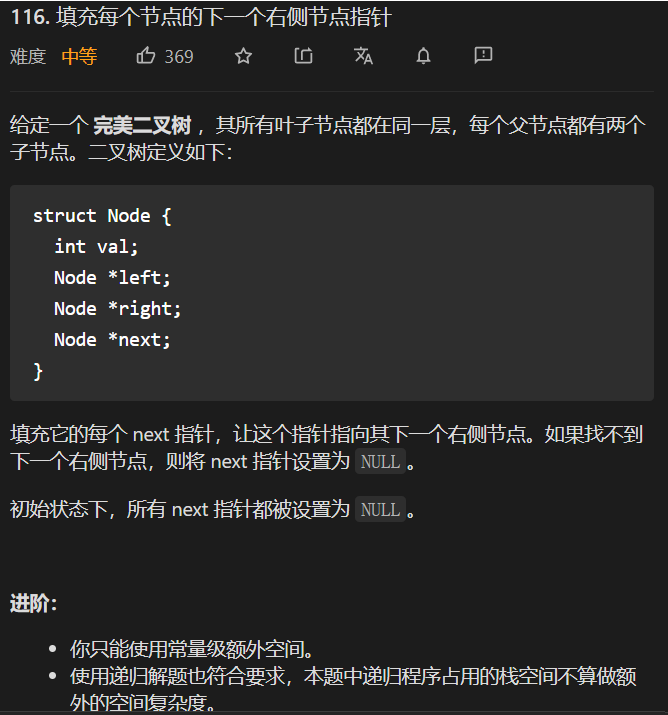 116. 填充每个节点的下一个右侧节点指针
难度 中等 369
给定一个 完美二叉树 ，其所有叶子节点都在同一层，每个父节点都有两个
子节点。二叉树定义如下：
struct Node {
  int val;
  Node *left;
  Node *right;
  Node *next;
}
填充它的每个 next 指针，让这个指针指向其下一个右侧节点。如果找不到
下一个右侧节点，则将 next 指针设置为 NULL 。
初始状态下，所有 next 指针都被设置为 NULL 。
进阶：
你只能使用常量级额外空间。
使用递归解题也符合要求，本题中递归程序占用的栈空间不算做额
外的空间复杂度。